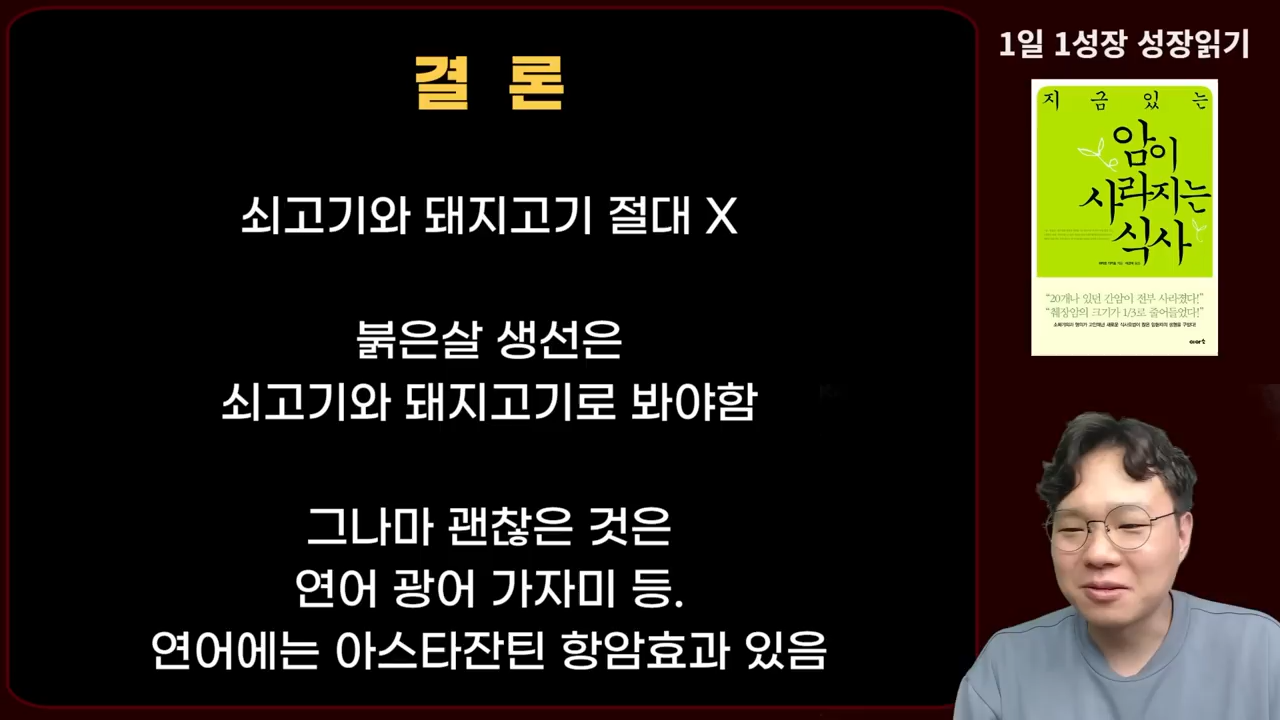 결 론
쇠고기와 돼지고기 절대 X
붉은살 생선은
쇠고기와 돼지고기로 봐야함
그나마 괜찮은 것은
연어 광어 가자미 등.
연어에는 아스타잔틴 항암효과 있음
1일 1성장 성장읽기
지금있는
암이
사라지는
식사
“20개나 있던 간암이 전부 사라졌다!”
“췌장암의 크기가 1/3로 줄어들었다!”